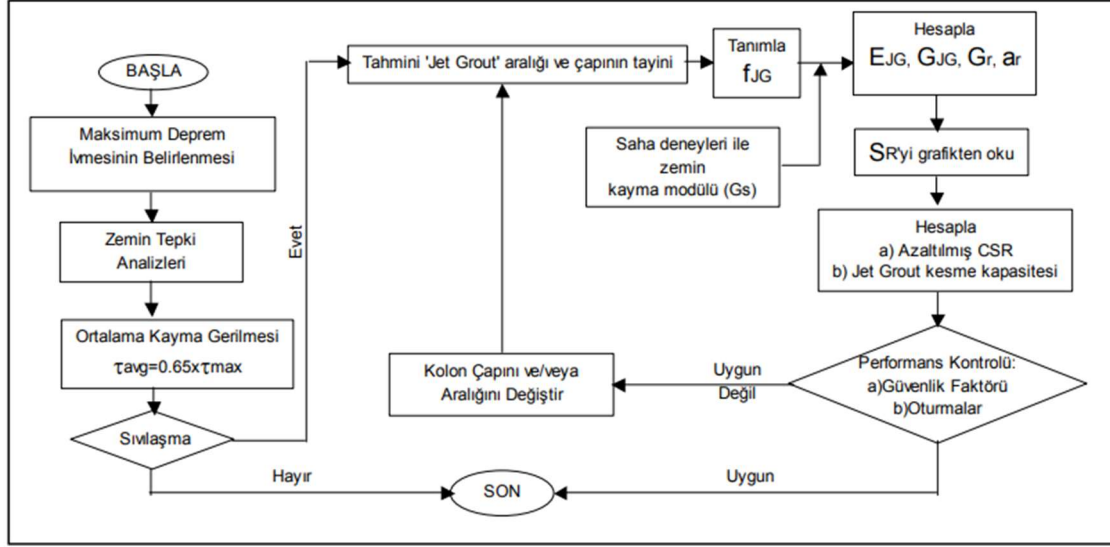 BAŞLA
Maksimum Deprem
İvmesinin Belirlenmesi
Zemin Tepki
Analizleri
Ortalama Kayma Gerilmesi
τavg=0.65xτmax
Sıvılaşma
Evet
Hayır
Tahmini 'Jet Grout' aralığı ve çapının tayini
Tanımla
fJG
Saha deneyleri ile
zemin
kayma modülü (Gs)
Hesapla
EJG, GJG, Gr, ar
SR'yi grafikten oku
Hesapla
a) Azaltılmış CSR
b) Jet Grout kesme kapasitesi
Performans Kontrolü:
a)Güvenlik Faktörü
b)Oturmalar
Uygun
Değil
Kolon Çapını ve/veya
Aralığını Değiştir
Uygun
SON